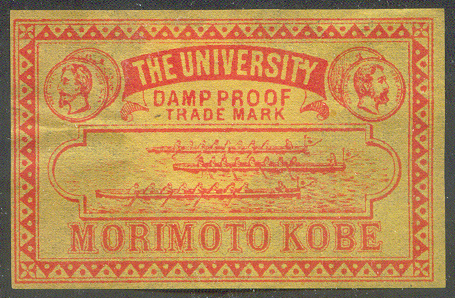 THE UNIVERSITY
DAMP PROOF
TRADE MARK
MORIMOTO KOBE